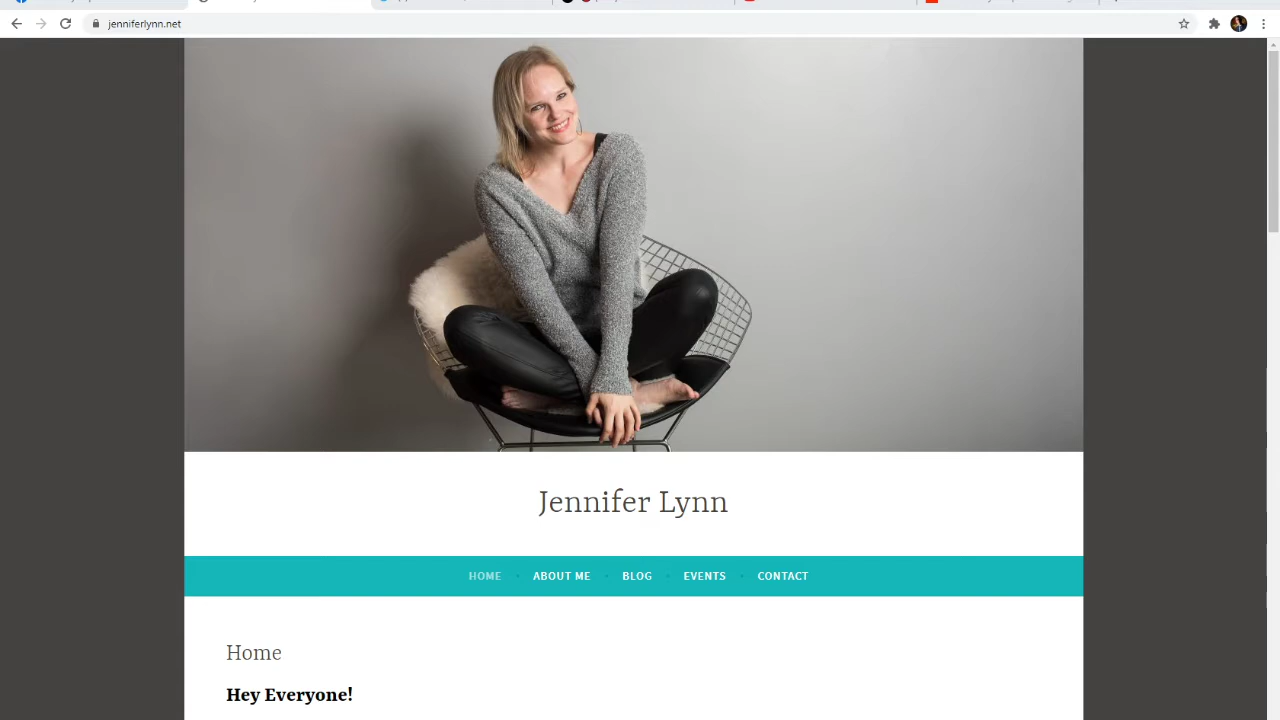 jenniferlynn.net
Jennifer Lynn
HOME
ABOUT ME
BLOG
EVENTS
CONTACT
Home
Hey Everyone!